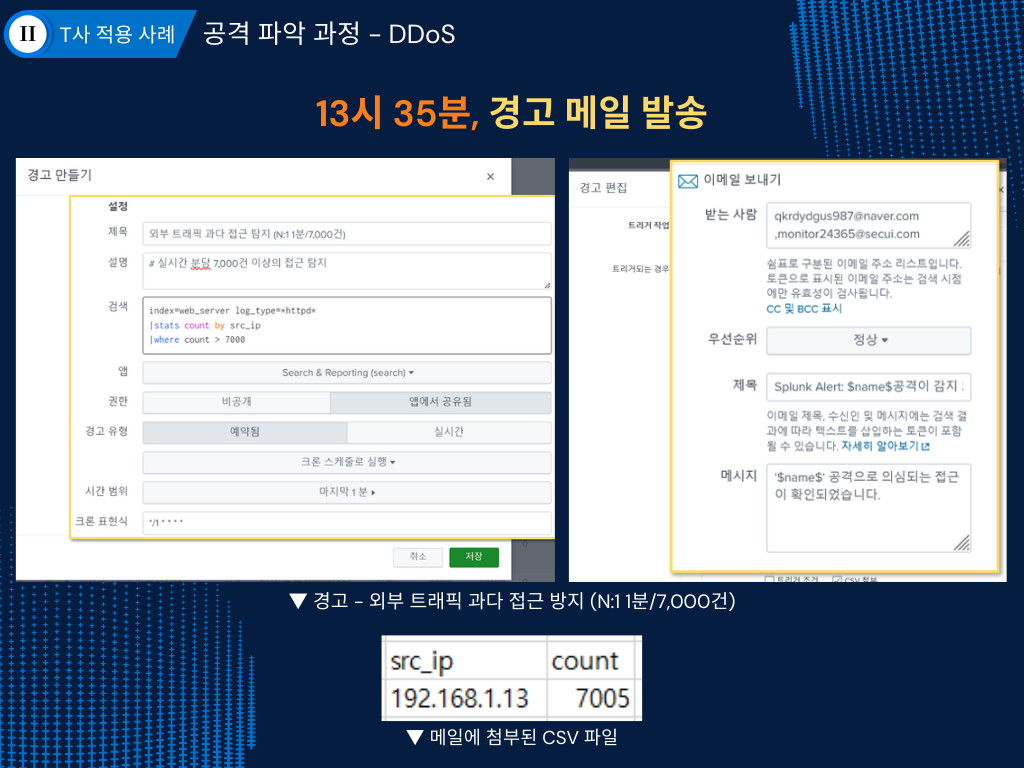 II
T사 적용 사례
공격 파악 과정 – DDoS
13시 35분, 경고 메일 발송
경고 만들기
×
설정
제목
외부 트래픽 과다 접근 탐지 (N:1 1분/7,000건)
설명
# 실시간 분당 7,000건 이상의 접근 탐지
검색
index=web_server log_type=*httpd*
|stats count by src_ip
|where count > 7000
앱
Search & Reporting (search)
권한
비공개
앱에서 공유됨
경고 유형
예약됨
실시간
크론 스케줄로 실행
시간 범위
마지막 1 분
크론 표현식
*/1 * * * *
취소
저장
경고 편집
트리거 작업
트리거되는 경우
이메일 보내기
받는 사람
qkrdydgus987@naver.com
,monitor24365@secui.com
쉼표로 구분된 이메일 주소 리스트입니다.
토큰으로 표시된 이메일 주소는 검색 시점
에만 유효성이 검사됩니다.
CC 및 BCC 표시
우선순위
정상
제목
Splunk Alert: $name$공격이 감지
이메일 제목, 수신인 및 메시지에는 검색 결
과에 따라 텍스트를 삽입하는 토큰이 포함
될 수 있습니다. 자세히 알아보기
메시지
'$name$' 공격으로 의심되는 접근
이 확인되었습니다.
트리거 조건
CSV 첨부
▼ 경고 – 외부 트래픽 과다 접근 방지 (N:1 1분/7,000건)
src_ip
count
192.168.1.13
7005
▼ 메일에 첨부된 CSV 파일